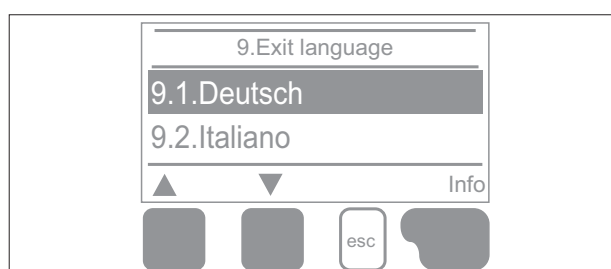 9.Exit language
9.1.Deutsch
9.2.Italiano
Info
esc